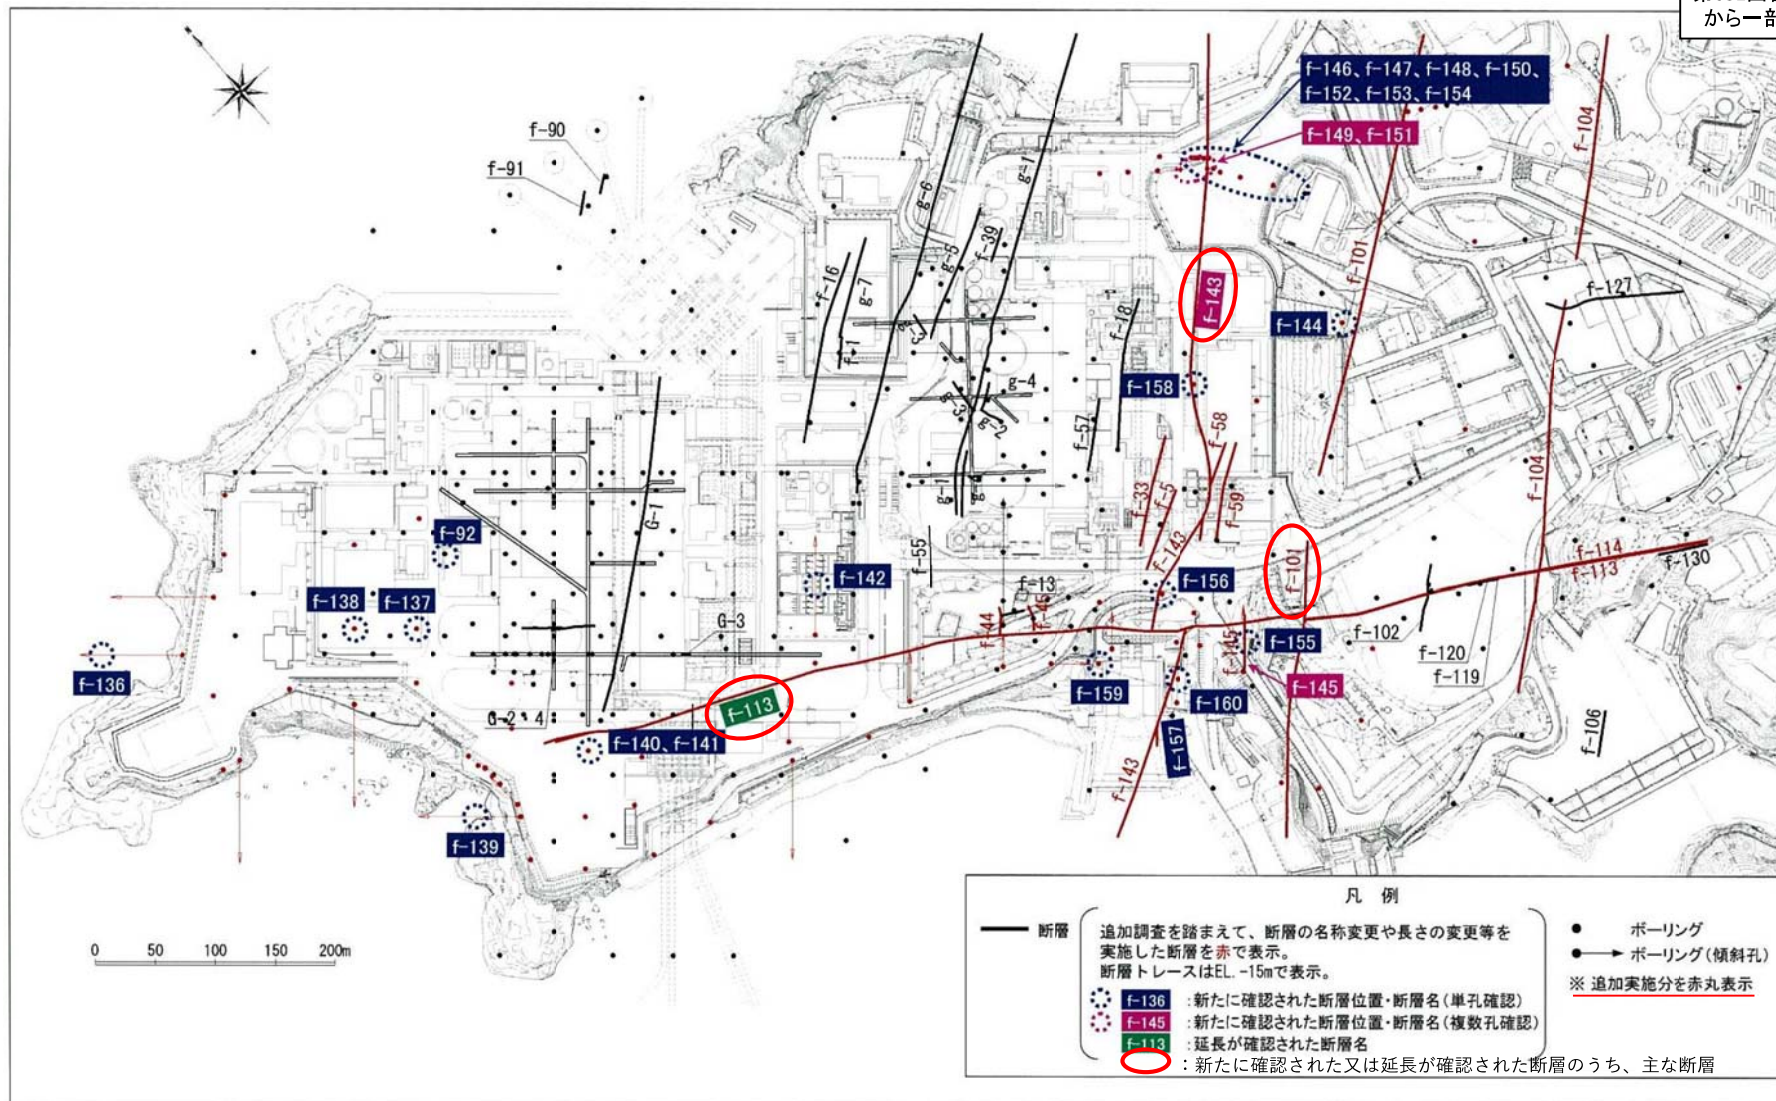 から一部
f-146、f-147、f-148、f-150、
f-152、f-153、f-154
f-149、f-151
f-104
f-90
f-91
g-6
g-1
f-101
f-39
g-5
f-16
g-7
f-143
f-127
f-144
f-18
g-3
f-1
f-158
g-4
g-3
g-2
f-57
f-58
f-104
G-1
g-1
g-1
f-33
f-5
f-59
f-92
f-55
f-143
f-101
f-114
f-113
f-130
f-142
f-156
f-138
f-137
f-13
f-44
f-45
G-3
f-145
f-155
f-102
f-120
f-119
f-136
f-159
f-160
f-145
f-113
G-2・4
f-140、f-141
f-157
f-106
f-143
f-139
0 50 100 150 200m
凡 例
断層
追加調査を踏まえて、断層の名称変更や長さの変更等を
実施した断層を赤で表示。
断層トレースはEL.-15mで表示。
f-136 :新たに確認された断層位置・断層名(単孔確認)
f-145 :新たに確認された断層位置・断層名(複数孔確認)
f-113 :延長が確認された断層名
:新たに確認された又は延長が確認された断層のうち、主な断層
ボーリング
ボーリング(傾斜孔)
※ 追加実施分を赤丸表示